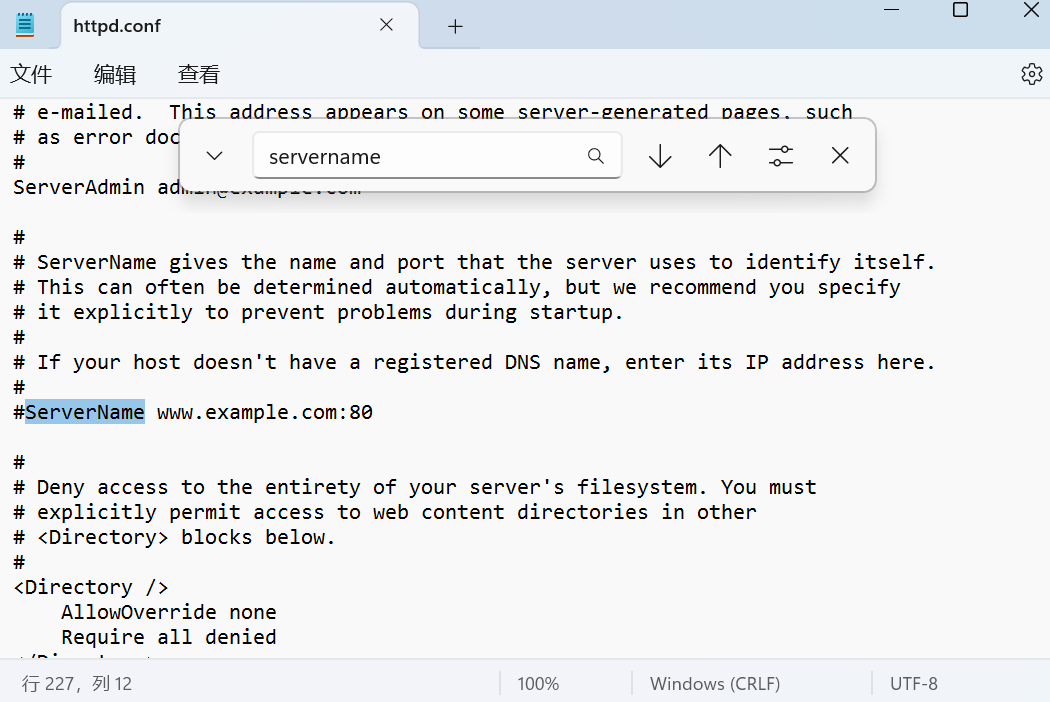 httpd.conf
文件 编辑 查看
# e-mailed.  This address appears on some server-generated pages, such
# as error doc
servername
#
ServerAdmin admin@example.com

#
# ServerName gives the name and port that the server uses to identify itself.
# This can often be determined automatically, but we recommend you specify
# it explicitly to prevent problems during startup.
#
# If your host doesn't have a registered DNS name, enter its IP address here.
#
#ServerName www.example.com:80

#
# Deny access to the entirety of your server's filesystem. You must
# explicitly permit access to web content directories in other
# <Directory> blocks below.
#
<Directory />
    AllowOverride none
    Require all denied
行 227，列 12 100% Windows (CRLF) UTF-8